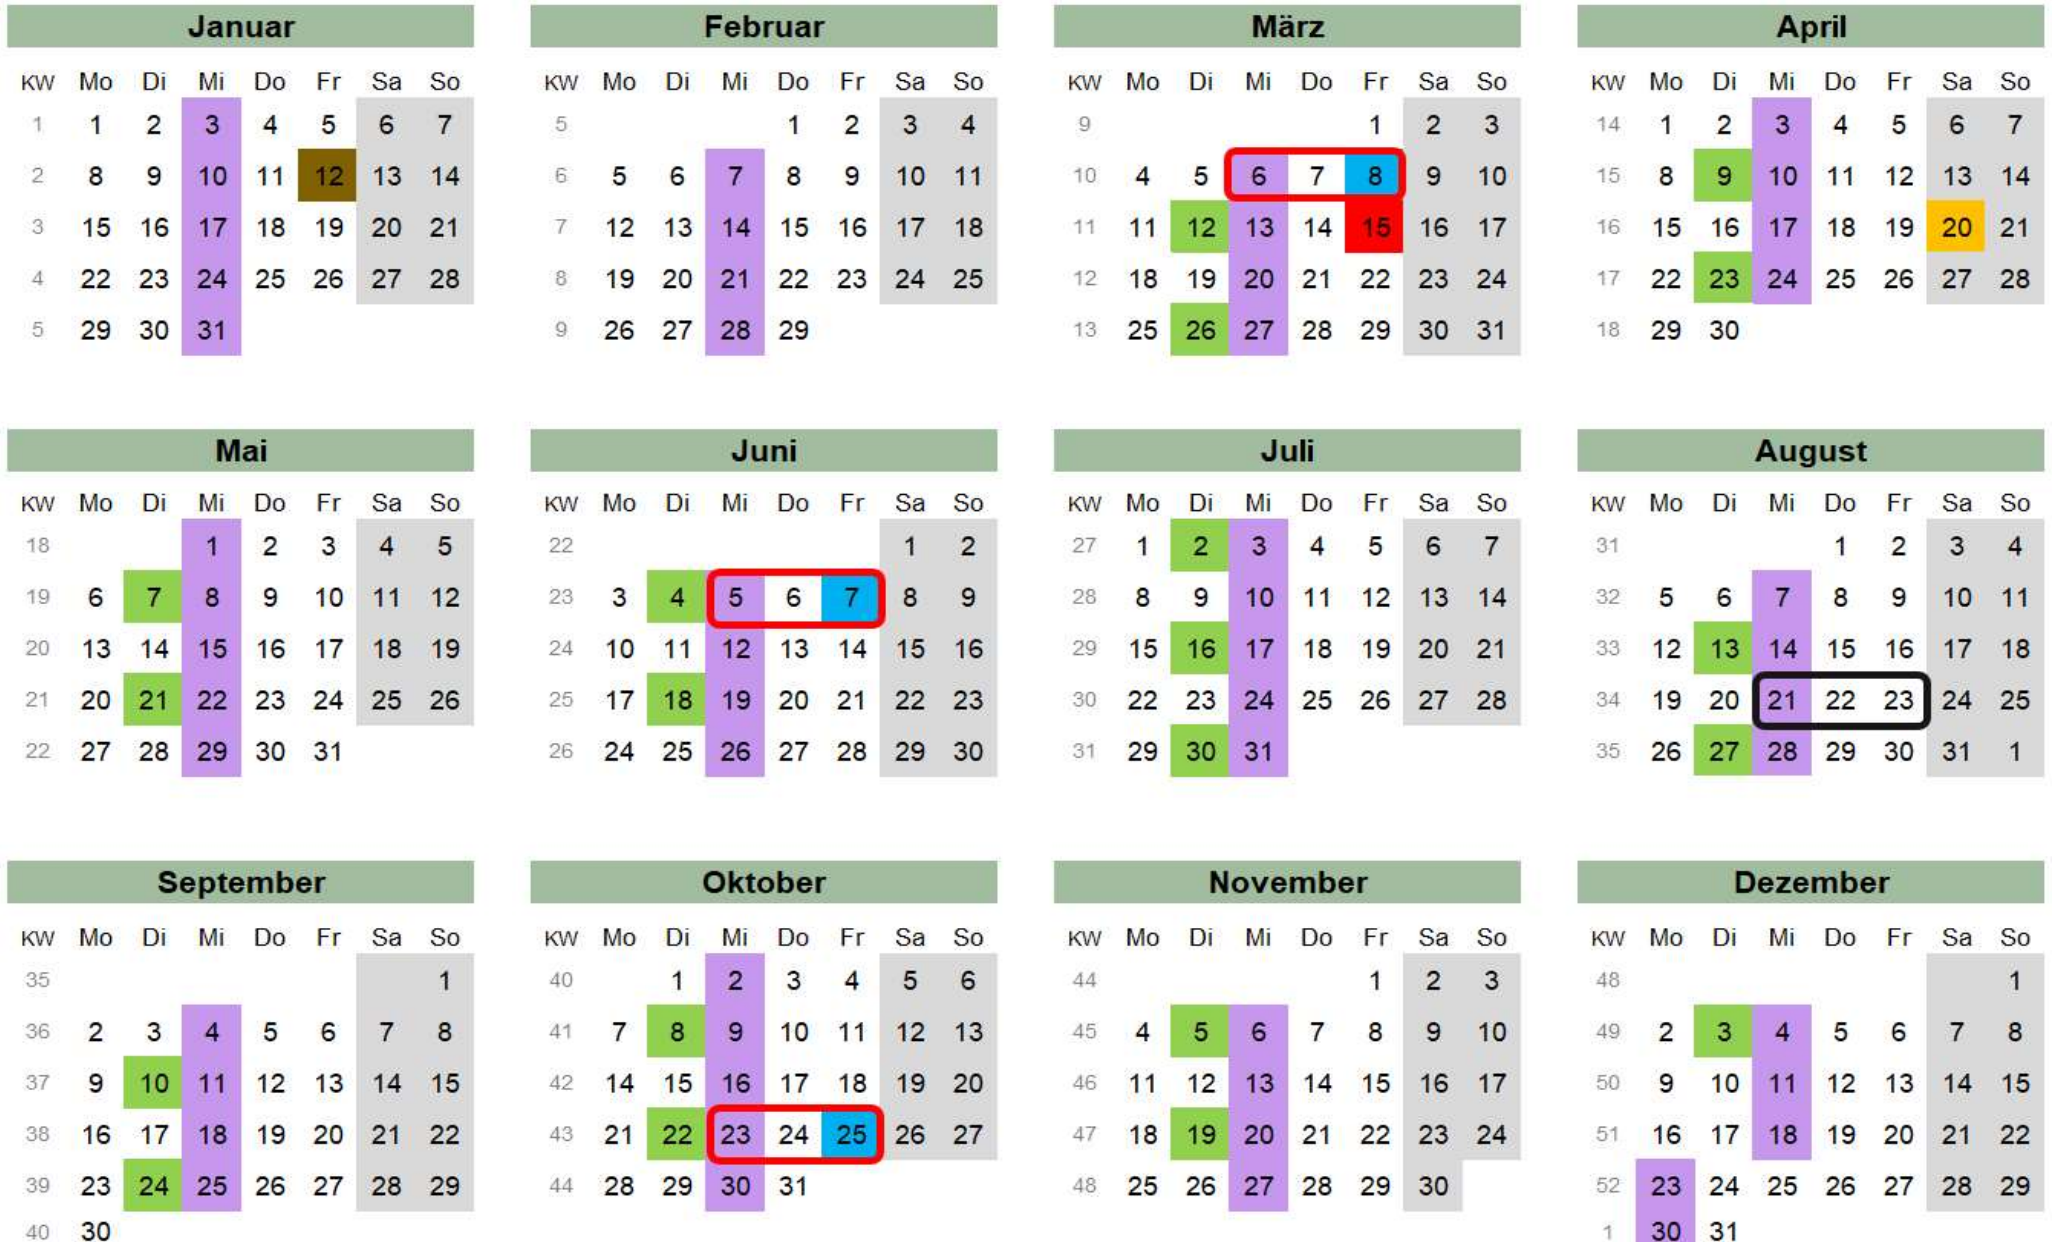 Januar
KW Mo Di Mi Do Fr Sa So
1 1 2 3 4 5 6 7
2 8 9 10 11 12 13 14
3 15 16 17 18 19 20 21
4 22 23 24 25 26 27 28
5 29 30 31
Februar
KW Mo Di Mi Do Fr Sa So
5 1 2 3 4
6 5 6 7 8 9 10 11
7 12 13 14 15 16 17 18
8 19 20 21 22 23 24 25
9 26 27 28 29
März
KW Mo Di Mi Do Fr Sa So
9 1 2 3
10 4 5 6 7 8 9 10
11 11 12 13 14 15 16 17
12 18 19 20 21 22 23 24
13 25 26 27 28 29 30 31
April
KW Mo Di Mi Do Fr Sa So
14 1 2 3 4 5 6 7
15 8 9 10 11 12 13 14
16 15 16 17 18 19 20 21
17 22 23 24 25 26 27 28
18 29 30
Mai
KW Mo Di Mi Do Fr Sa So
18 1 2 3 4 5
19 6 7 8 9 10 11 12
20 13 14 15 16 17 18 19
21 20 21 22 23 24 25 26
22 27 28 29 30 31
Juni
KW Mo Di Mi Do Fr Sa So
22 1 2
23 3 4 5 6 7 8 9
24 10 11 12 13 14 15 16
25 17 18 19 20 21 22 23
26 24 25 26 27 28 29 30
Juli
KW Mo Di Mi Do Fr Sa So
27 1 2 3 4 5 6 7
28 8 9 10 11 12 13 14
29 15 16 17 18 19 20 21
30 22 23 24 25 26 27 28
31 29 30 31
August
KW Mo Di Mi Do Fr Sa So
31 1 2 3 4
32 5 6 7 8 9 10 11
33 12 13 14 15 16 17 18
34 19 20 21 22 23 24 25
35 26 27 28 29 30 31 1
September
KW Mo Di Mi Do Fr Sa So
35 1
36 2 3 4 5 6 7 8
37 9 10 11 12 13 14 15
38 16 17 18 19 20 21 22
39 23 24 25 26 27 28 29
40 30
Oktober
KW Mo Di Mi Do Fr Sa So
40 1 2 3 4 5 6
41 7 8 9 10 11 12 13
42 14 15 16 17 18 19 20
43 21 22 23 24 25 26 27
44 28 29 30 31
November
KW Mo Di Mi Do Fr Sa So
44 1 2 3
45 4 5 6 7 8 9 10
46 11 12 13 14 15 16 17
47 18 19 20 21 22 23 24
48 25 26 27 28 29 30
Dezember
KW Mo Di Mi Do Fr Sa So
48 1
49 2 3 4 5 6 7 8
50 9 10 11 12 13 14 15
51 16 17 18 19 20 21 22
52 23 24 25 26 27 28 29
1 30 31